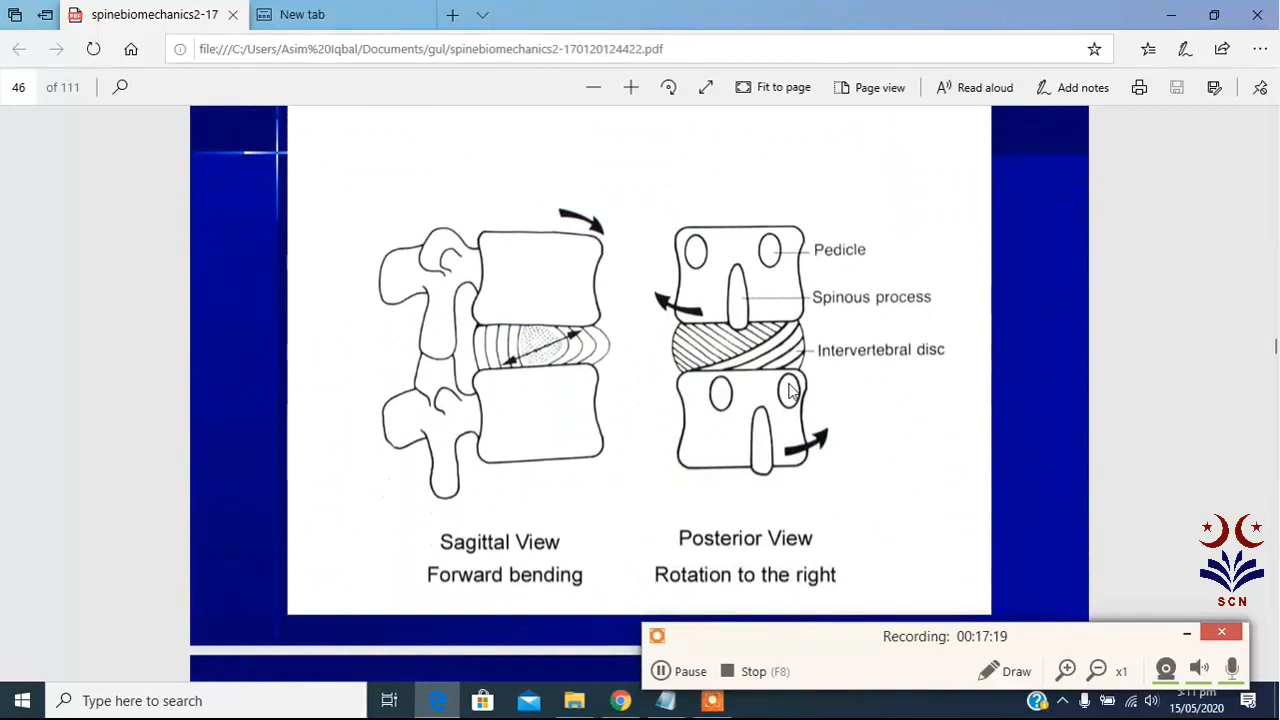 spinebiomechanics2-17
New tab
file:///C:/Users/Asim%20Iqbal/Documents/gul/spinebiomechanics2-170120124422.pdf
46 of 111
Fit to page
Page view
Read aloud
Add notes
Pedicle
Spinous process
Intervertebral disc
Sagittal View
Forward bending
Posterior View
Rotation to the right
SCN
Recording: 00:17:19
Pause
Stop (F8)
Draw
x1
Type here to search
5:11 pm
15/05/2020